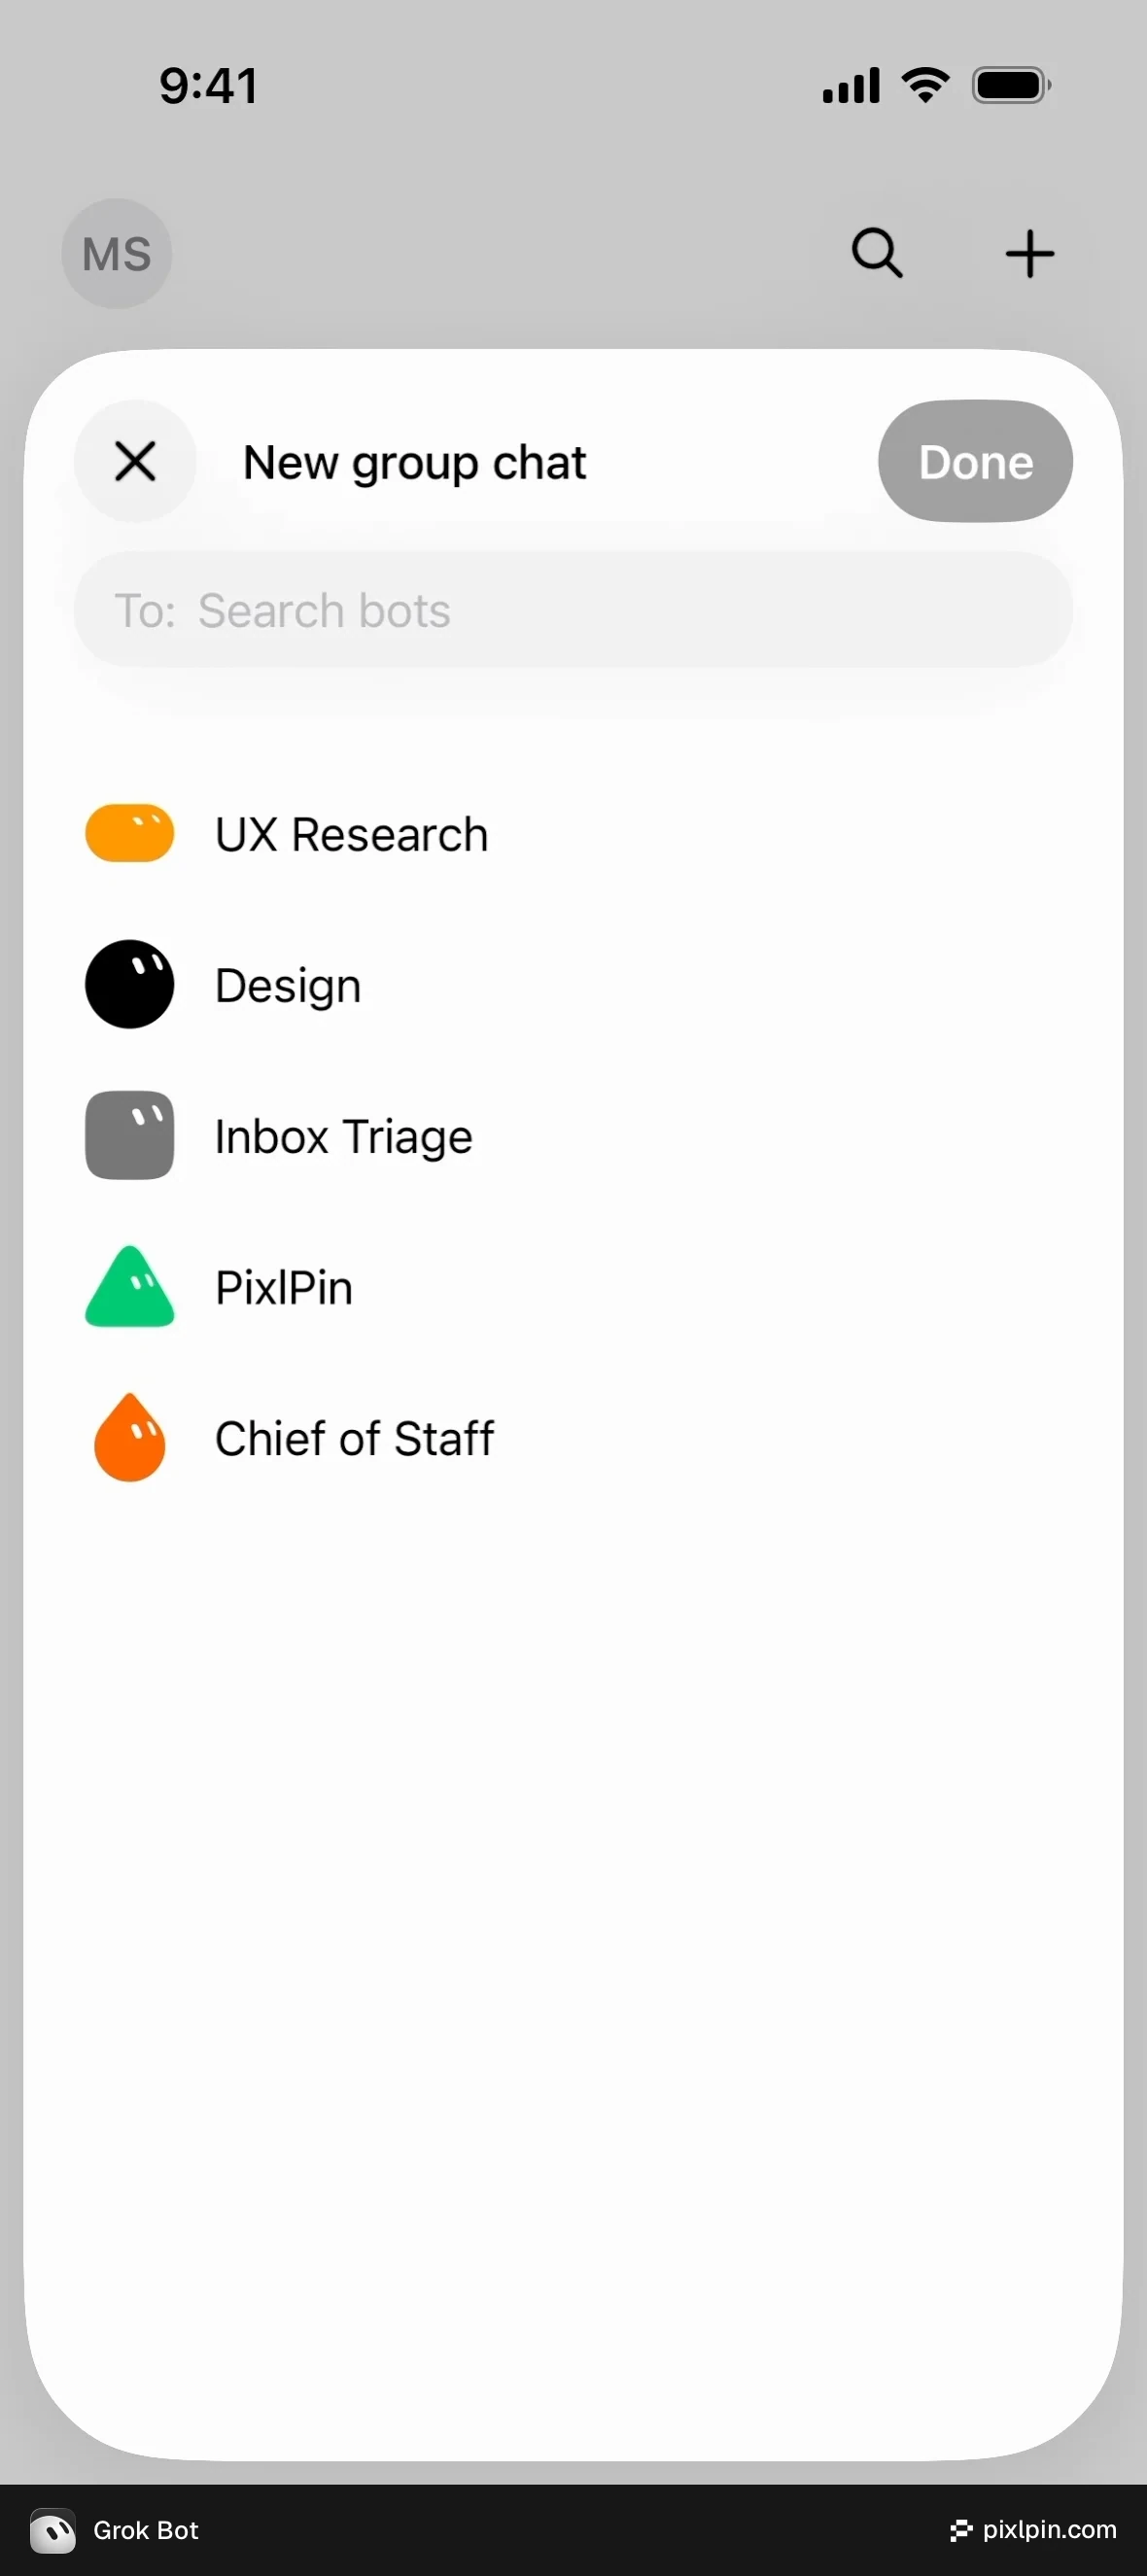 9:41
MS
New group chat
Done
To: Search bots
UX Research
Design
Inbox Triage
PixlPin
Chief of Staff
Grok Bot
pixlpin.com